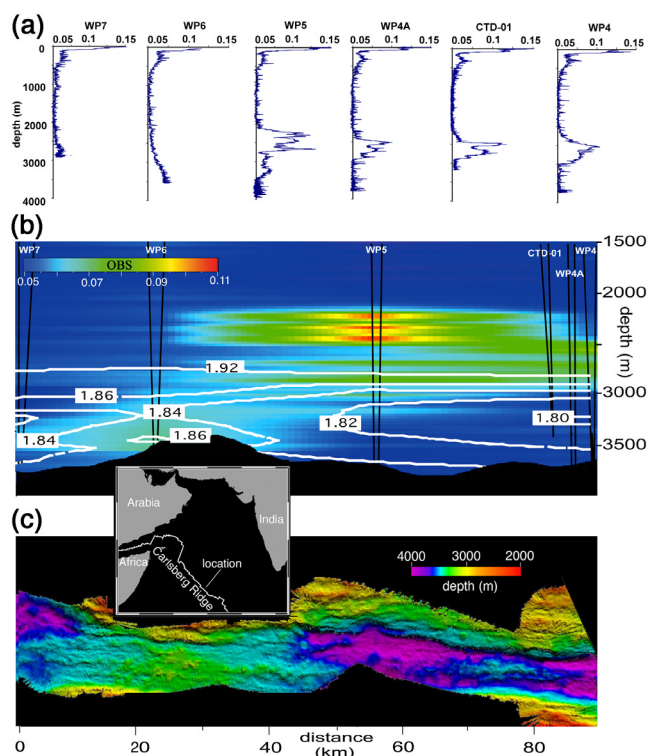 (a)
WP7 WP6 WP5 WP4A CTD-01 WP4
0.05 0.1 0.15 0.05 0.1 0.15 0.05 0.1 0.15 0.05 0.1 0.15 0.05 0.1 0.15 0.05 0.1 0.15
0
1000
2000
3000
4000
depth (m)
(b)
WP7 WP6 WP5 CTD-01 WP4
WP4A
OBS
0.05 0.07 0.09 0.11
1500
2000
3000
3500
depth (m)
1.92
1.86
1.84
1.82
1.80
1.84
1.86
Arabia
India
Africa
Carlsberg Ridge
location
(c)
4000 3000 2000
depth (m)
0 20 40 60 80
distance
(km)